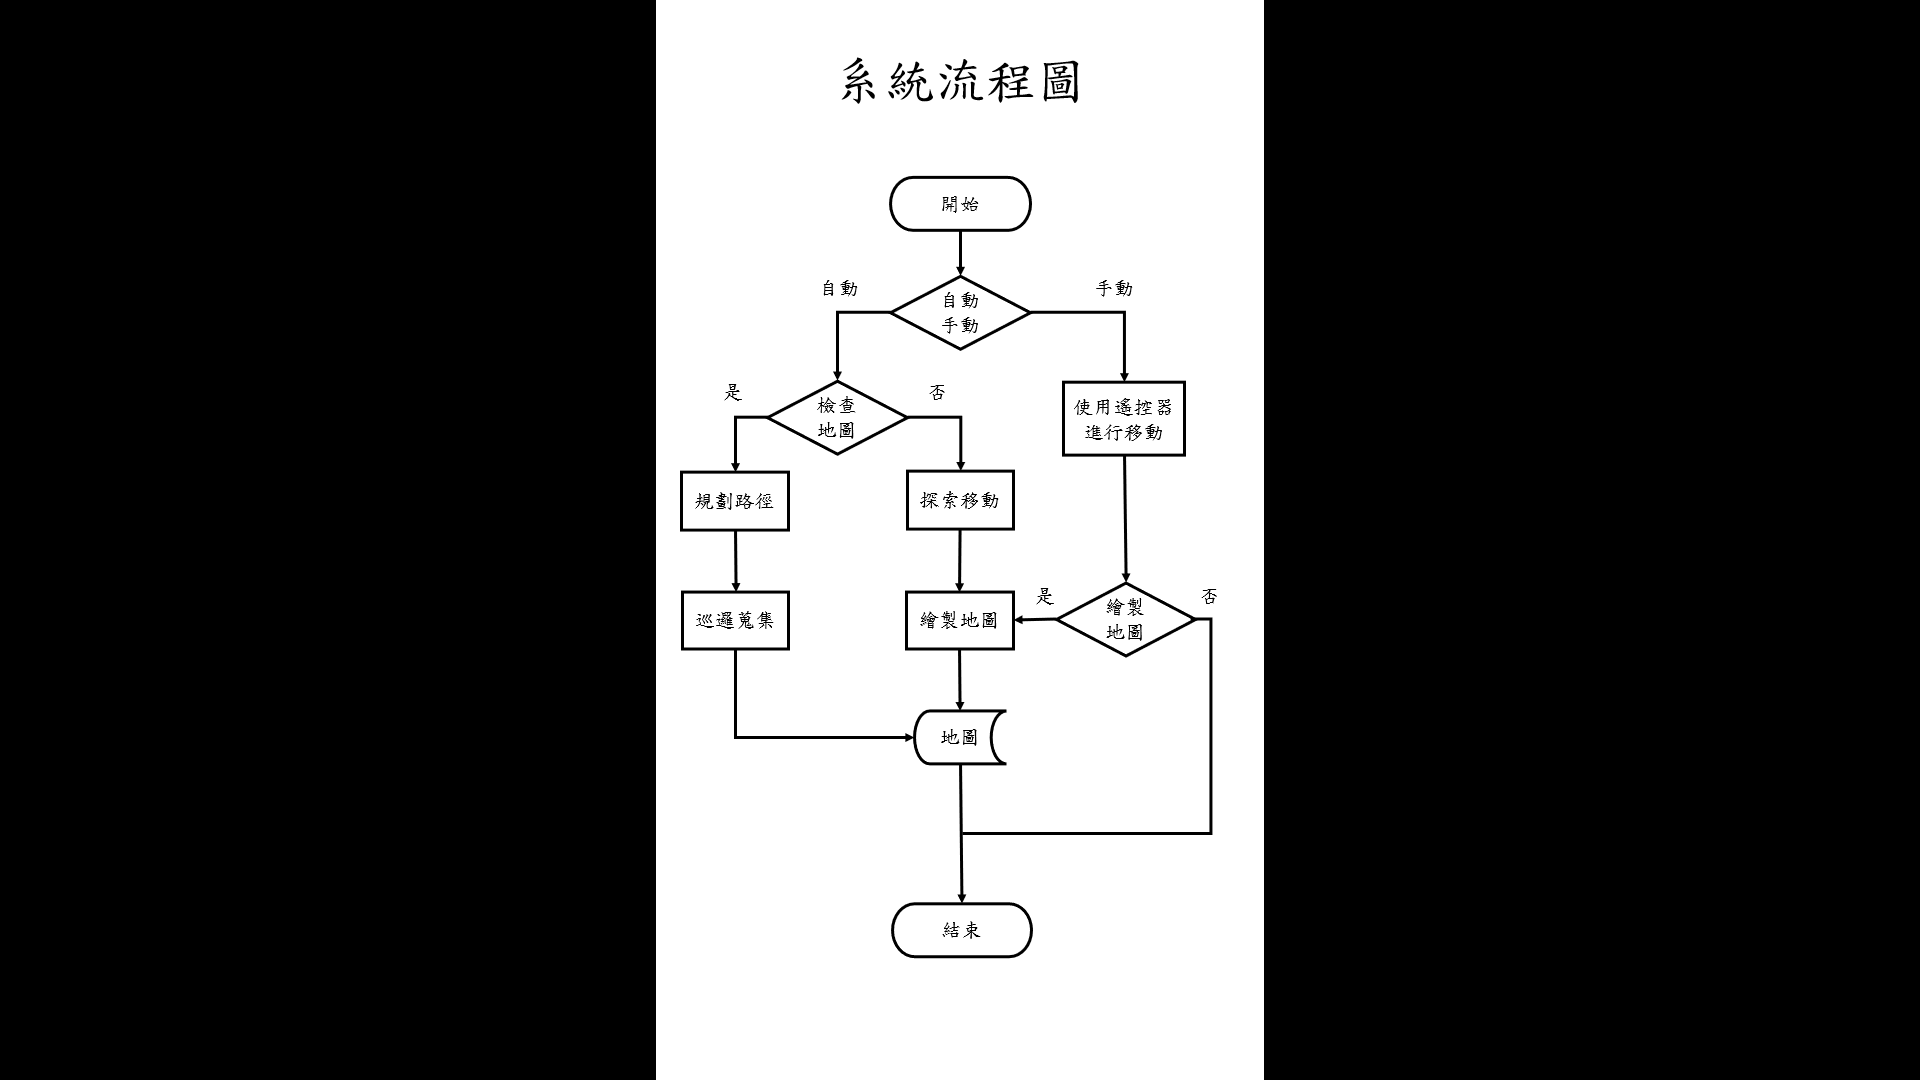 系統流程圖
開始
自動
自動
手動
手動
是
檢查
地圖
否
使用遙控器
進行移動
規劃路徑
探索移動
巡邏蒐集
繪製地圖
是
繪製
地圖
否
地圖
結束